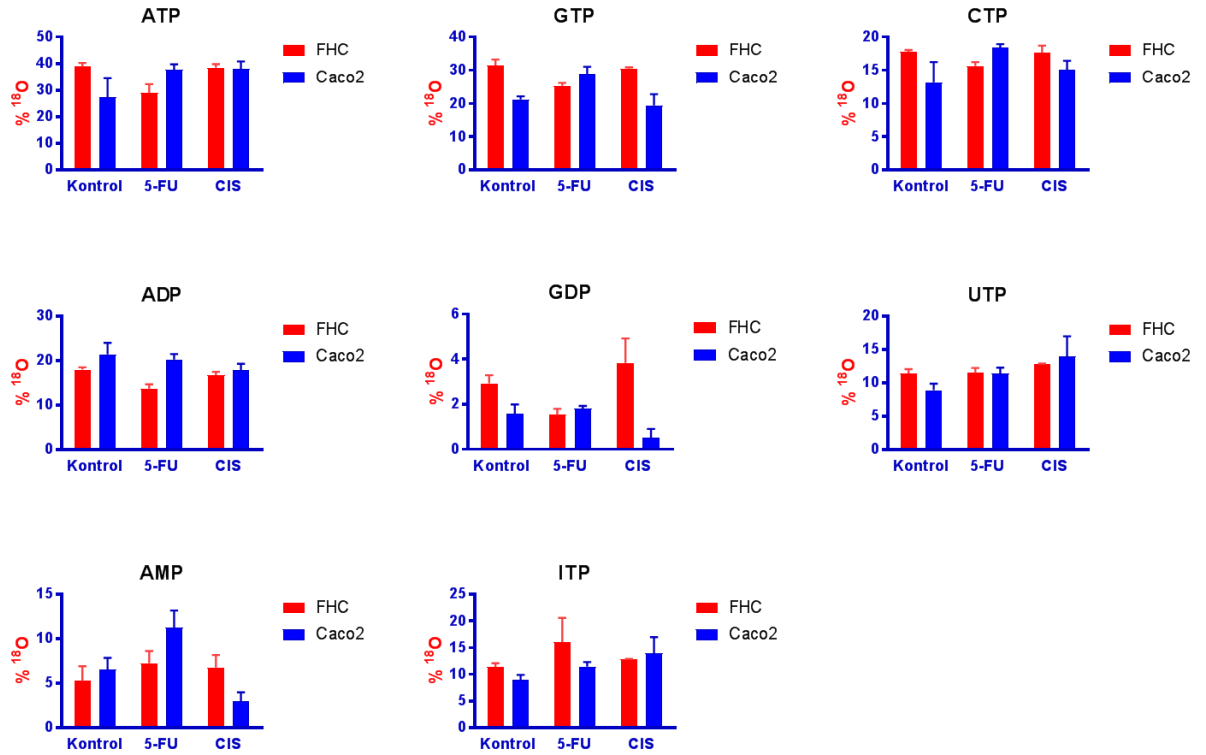 ATP
50
40
30
20
10
0
% ¹⁸O
Kontrol 5-FU CIS
FHC
Caco2
GTP
40
30
20
10
0
% ¹⁸O
Kontrol 5-FU CIS
FHC
Caco2
CTP
20
15
10
5
0
% ¹⁸O
Kontrol 5-FU CIS
FHC
Caco2
ADP
30
20
10
0
% ¹⁸O
Kontrol 5-FU CIS
FHC
Caco2
GDP
6
4
2
0
% ¹⁸O
Kontrol 5-FU CIS
FHC
Caco2
UTP
20
15
10
5
0
% ¹⁸O
Kontrol 5-FU CIS
FHC
Caco2
AMP
15
10
5
0
% ¹⁸O
Kontrol 5-FU CIS
FHC
Caco2
ITP
25
20
15
10
5
0
% ¹⁸O
Kontrol 5-FU CIS
FHC
Caco2